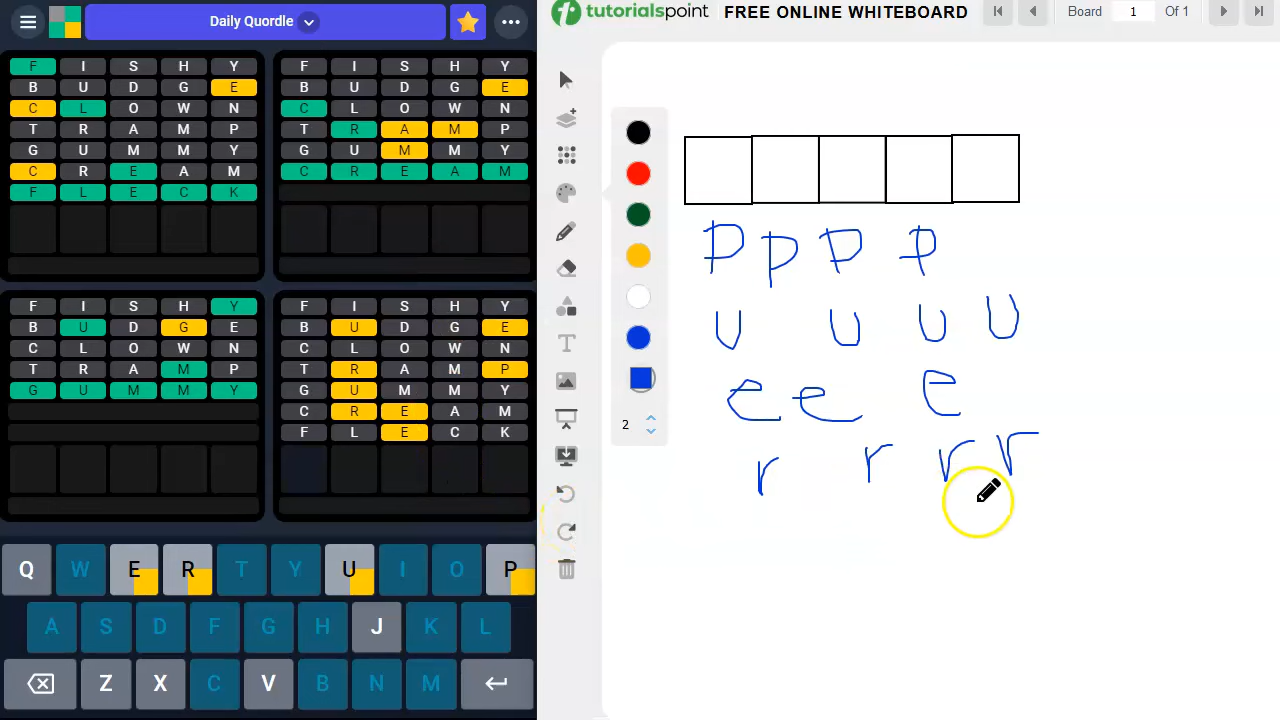 Daily Quordle
tutorialspoint FREE ONLINE WHITEBOARD Board 1 Of 1
F I S H Y
B U D G E
C L O W N
T R A M P
G U M M Y
C R E A M
F L E C K
F I S H Y
B U D G E
C L O W N
T R A M P
G U M M Y
C R E A M
F I S H Y
B U D G E
C L O W N
T R A M P
G U M M Y
F I S H Y
B U D G E
C L O W N
T R A M P
G U M M Y
C R E A M
F L E C K
Q W E R T Y U I O P
A S D F G H J K L
Z X C V B N M
2
P P P P
U U U U
e e e
r r r r